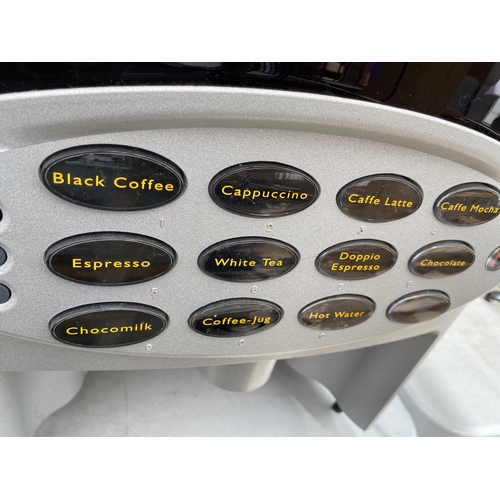 Black Coffee
Cappuccino
Caffe Latte
Caffe Mocha
Espresso
White Tea
Doppio
Espresso
Chocolate
Chocomilk
Coffee-Jug
Hot Water